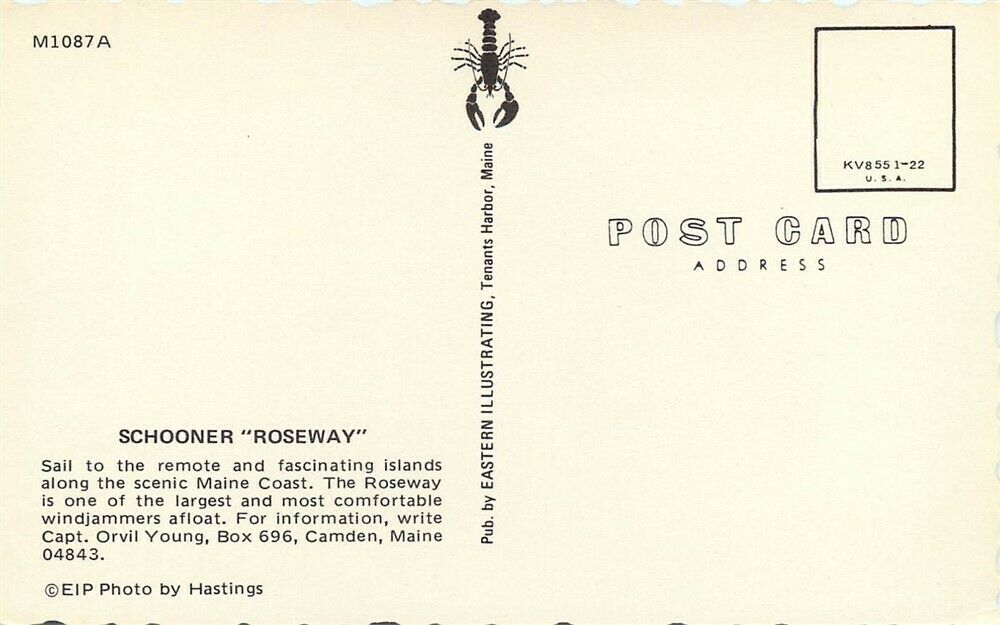 M1087A
SCHOONER "ROSEWAY"
Sail to the remote and fascinating islands
along the scenic Maine Coast. The Roseway
is one of the largest and most comfortable
windjammers afloat. For information, write
Capt. Orvil Young, Box 696, Camden, Maine
04843.
©EIP Photo by Hastings
Pub. by EASTERN ILLUSTRATING, Tenants Harbor, Maine
KV8551-22
U.S.A.
POST CARD
ADDRESS